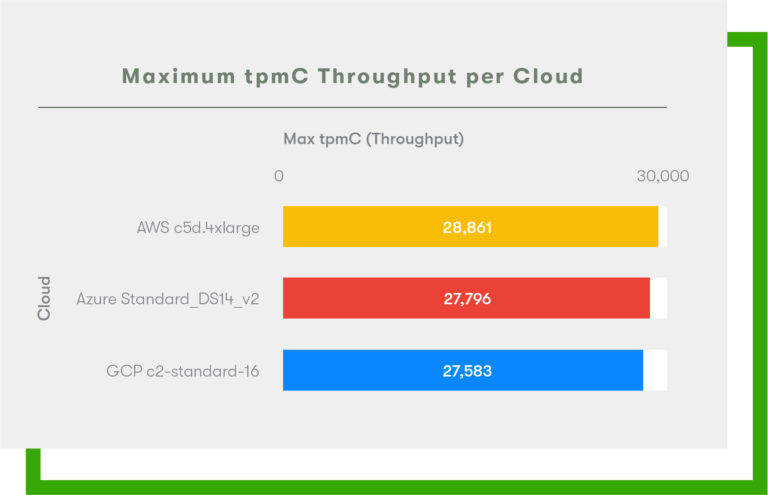 Maximum tpmC Throughput per Cloud
Max tpmC (Throughput)
0 30,000
AWS c5d.4xlarge 28,861
Azure Standard_DS14_v2 27,796
GCP c2-standard-16 27,583
Cloud